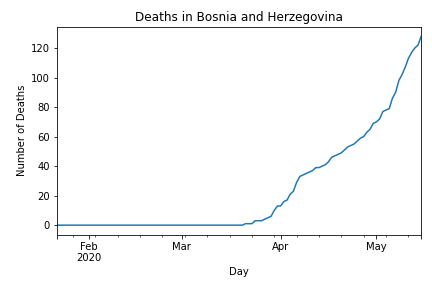 Deaths in Bosnia and Herzegovina
Number of Deaths
120
100
80
60
40
20
0
Feb
2020
Mar
Apr
May
Day